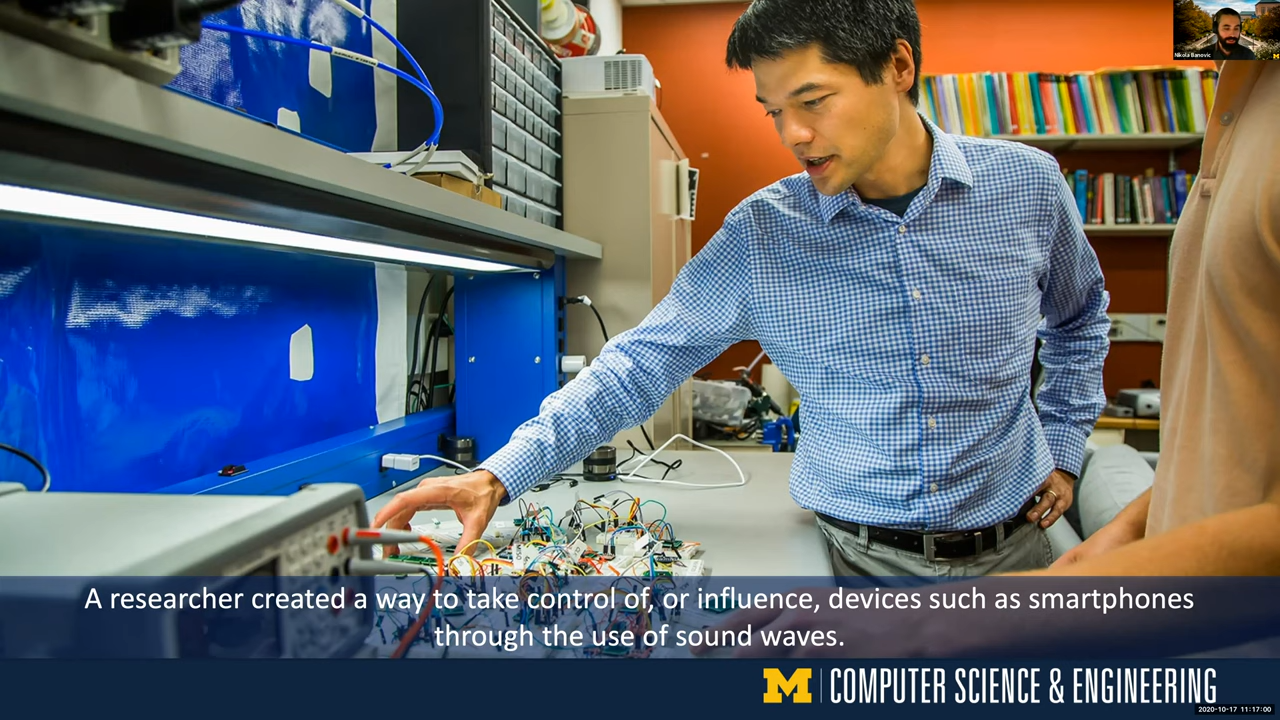 Nikola Banovic
A researcher created a way to take control of, or influence, devices such as smartphones
through the use of sound waves.
M COMPUTER SCIENCE & ENGINEERING
2020-10-17 11:17:00